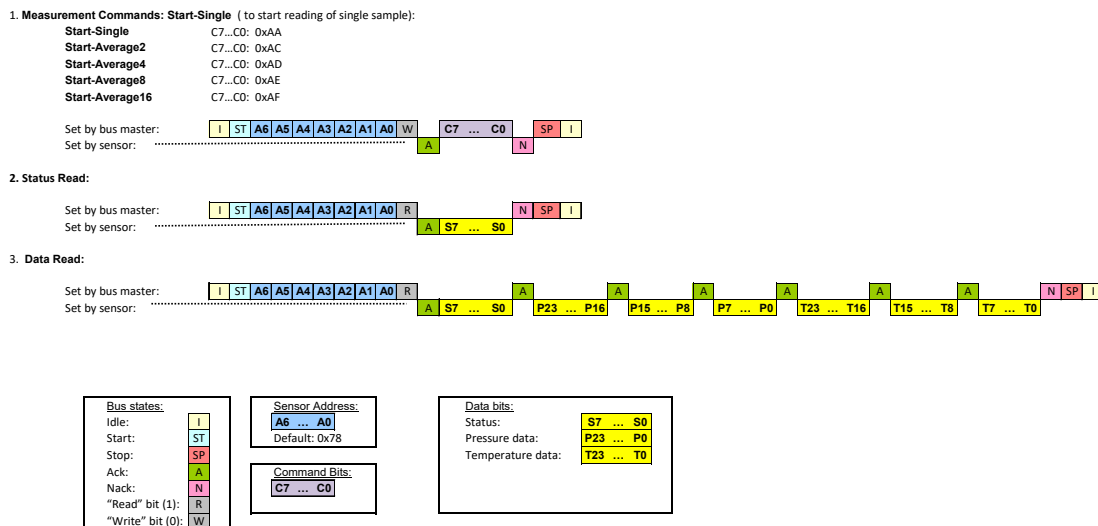 1. Measurement Commands: Start-Single ( to start reading of single sample):
Start-Single C7...C0: 0xAA
Start-Average2 C7...C0: 0xAC
Start-Average4 C7...C0: 0xAD
Start-Average8 C7...C0: 0xAE
Start-Average16 C7...C0: 0xAF
Set by bus master: I ST A6 A5 A4 A3 A2 A1 A0 W C7 ... C0 SP I
Set by sensor: A N
2. Status Read:
Set by bus master: I ST A6 A5 A4 A3 A2 A1 A0 R N SP I
Set by sensor: A S7 ... S0
3. Data Read:
Set by bus master: I ST A6 A5 A4 A3 A2 A1 A0 R A A A A A A N SP I
Set by sensor: A S7 ... S0 P23 ... P16 P15 ... P8 P7 ... P0 T23 ... T16 T15 ... T8 T7 ... T0
Bus states:
Idle: I
Start: ST
Stop: SP
Ack: A
Nack: N
"Read" bit (1): R
"Write" bit (0): W
Sensor Address:
A6 ... A0
Default: 0x78
Command Bits:
C7 ... C0
Data bits:
Status: S7 ... S0
Pressure data: P23 ... P0
Temperature data: T23 ... T0